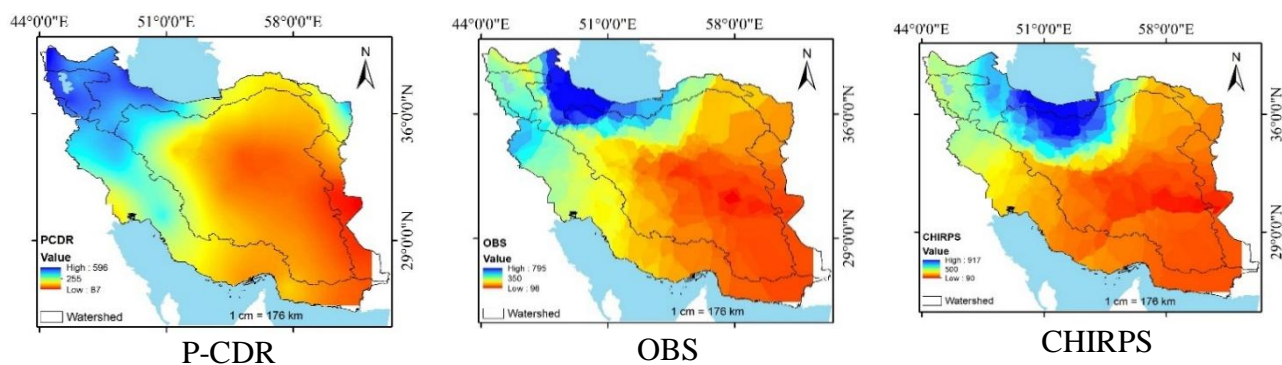 44°0'0"E 51°0'0"E 58°0'0"E
N
36°0'0"N
29°0'0"N
PCDR
Value
High : 596
255
Low : 87
Watershed
1 cm = 176 km
P-CDR
44°0'0"E 51°0'0"E 58°0'0"E
N
36°0'0"N
29°0'0"N
OBS
Value
High : 795
350
Low : 96
Watershed
1 cm = 176 km
OBS
44°0'0"E 51°0'0"E 58°0'0"E
N
36°0'0"N
29°0'0"N
CHIRPS
Value
High : 917
500
Low : 90
Watershed
1 cm = 176 km
CHIRPS